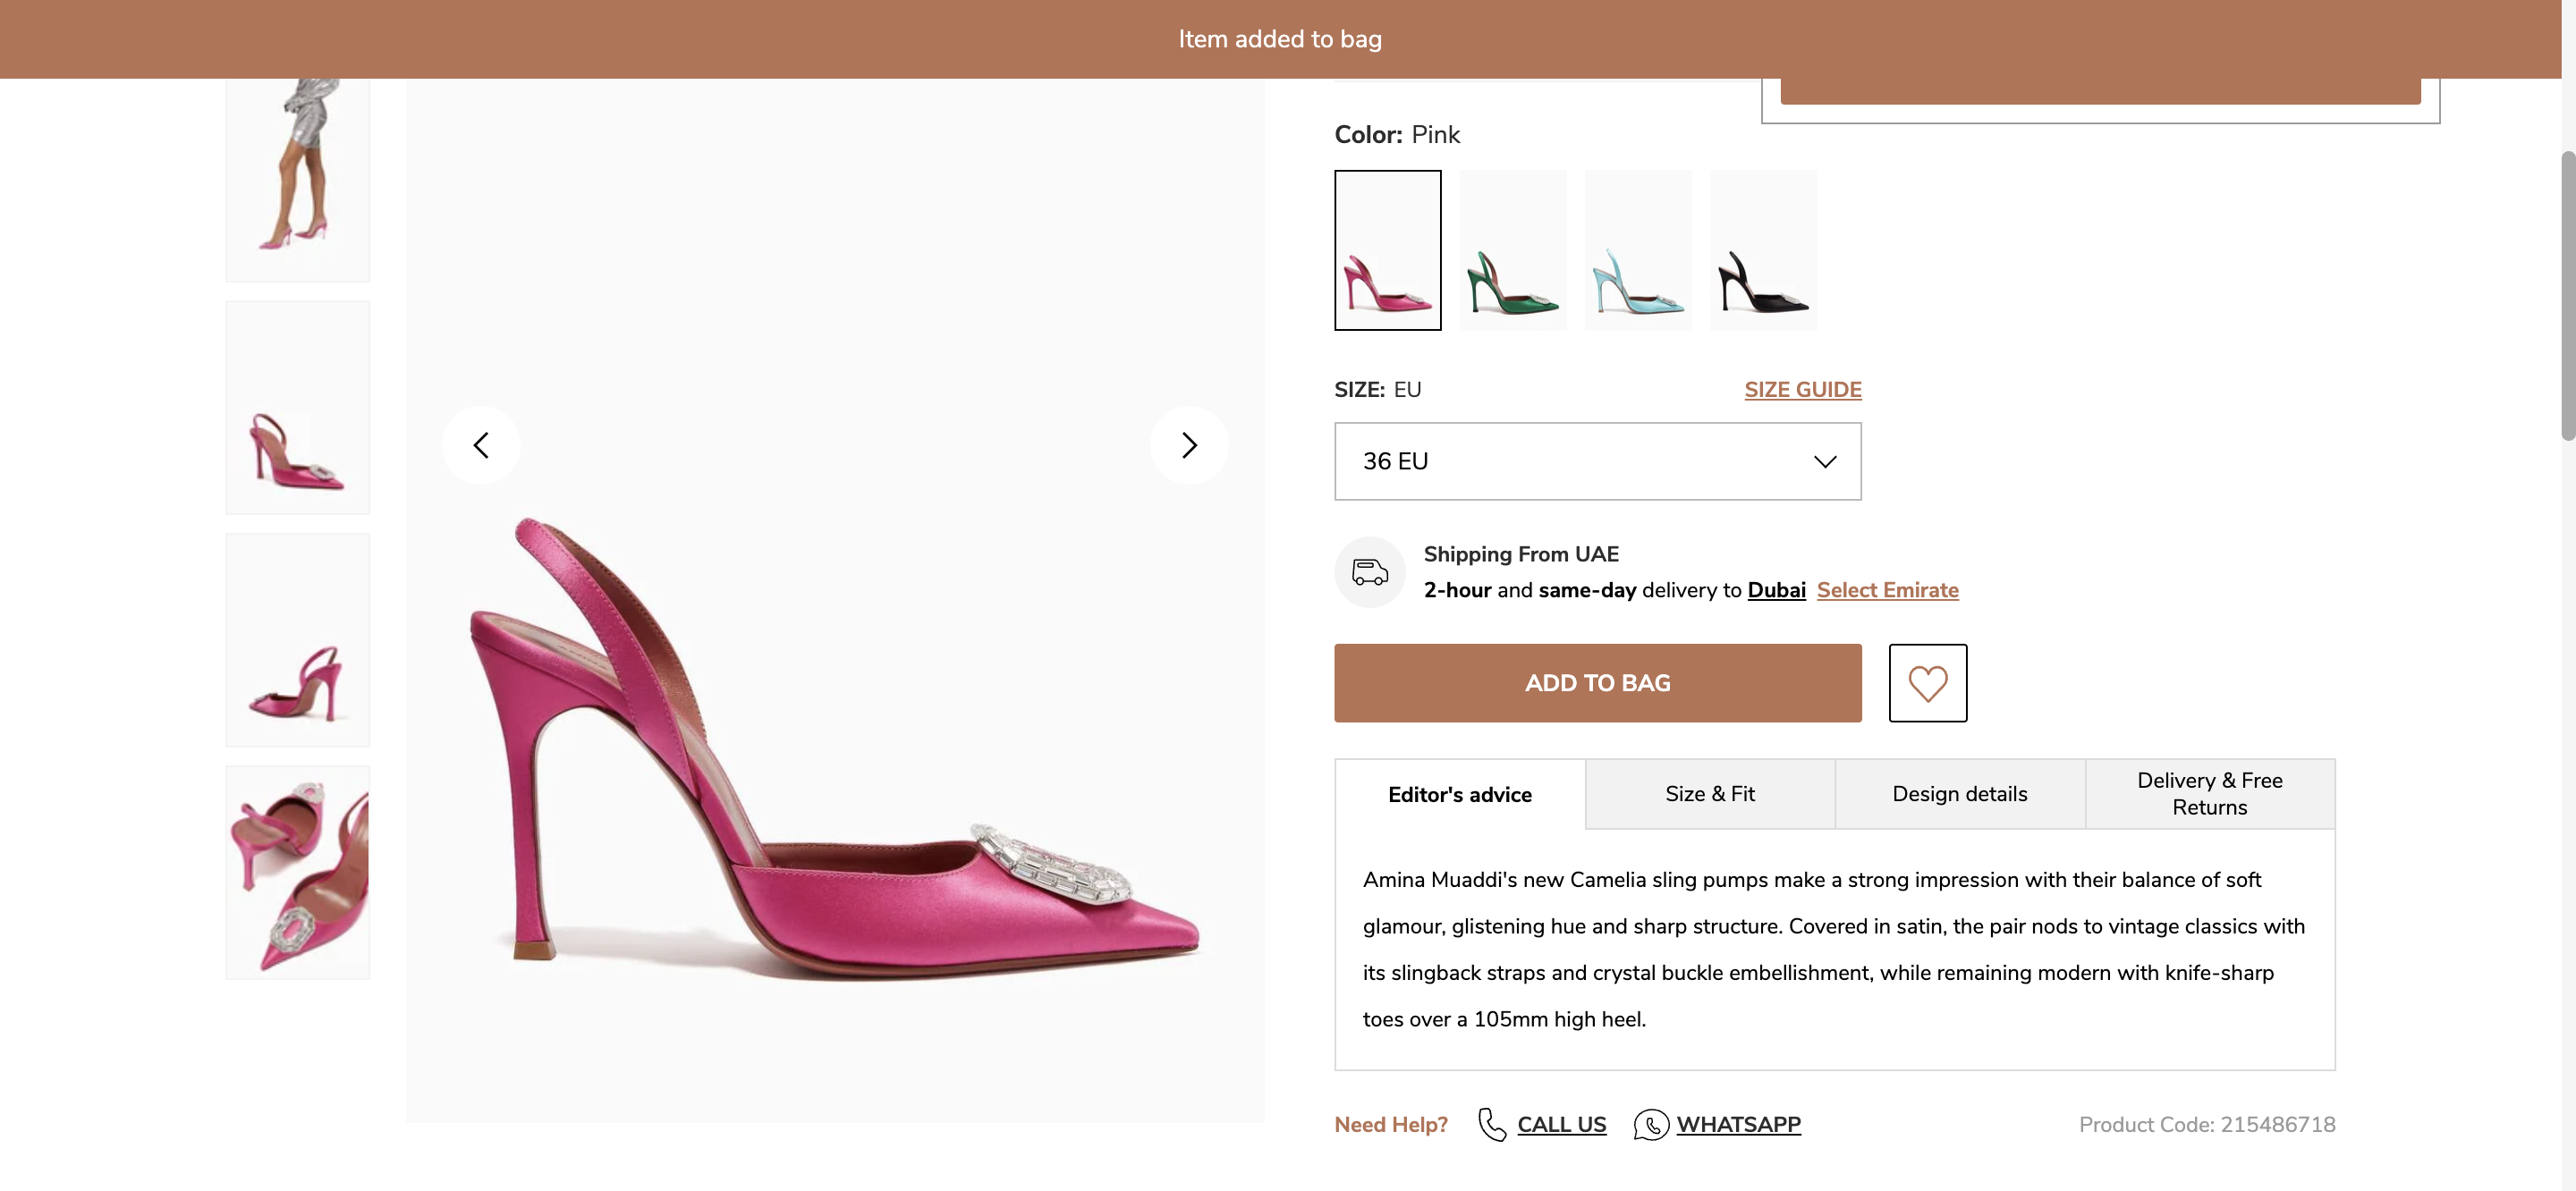 Item added to bag
Color: Pink
SIZE: EU
SIZE GUIDE
36 EU
Shipping From UAE
2-hour and same-day delivery to Dubai Select Emirate
ADD TO BAG
Editor's advice
Size & Fit
Design details
Delivery & Free
Returns
Amina Muaddi's new Camelia sling pumps make a strong impression with their balance of soft
glamour, glistening hue and sharp structure. Covered in satin, the pair nods to vintage classics with
its slingback straps and crystal buckle embellishment, while remaining modern with knife-sharp
toes over a 105mm high heel.
Need Help?
CALL US
WHATSAPP
Product Code: 215486718